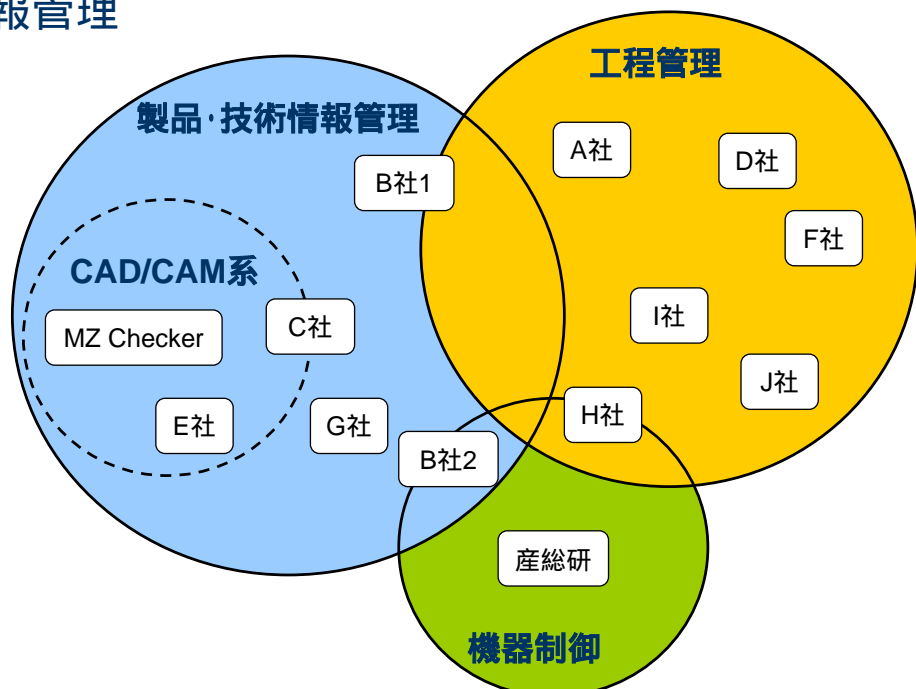 報管理
工程管理
製品・技術情報管理
A社
D社
B社1
F社
CAD/CAM系
MZ Checker
C社
I社
J社
E社
G社
H社
B社2
産総研
機器制御